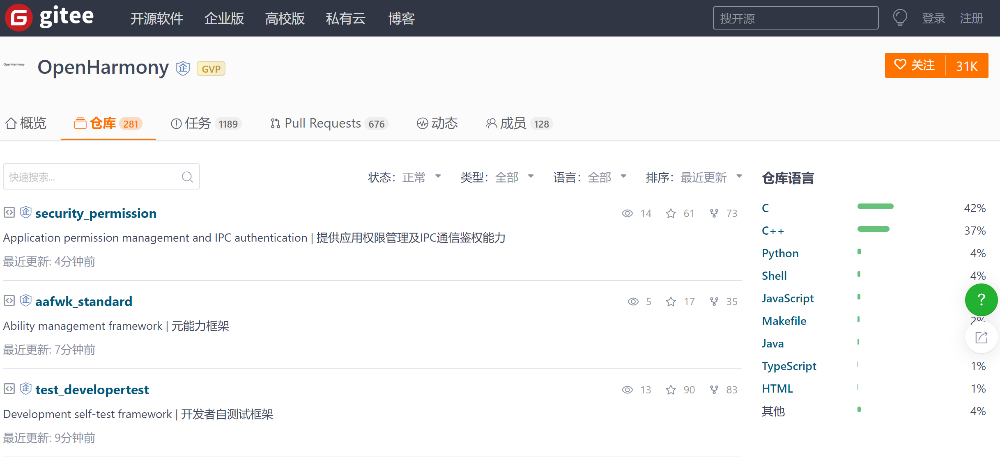 gitee 开源软件 企业版 高校版 私有云 博客 搜开源 登录 注册
OpenHarmony OpenHarmony 企 GVP 关注 31K
概览 仓库 281 任务 1189 Pull Requests 676 动态 成员 128
快速搜索... 状态： 正常 类型： 全部 语言： 全部 排序： 最近更新
企 security_permission 14 61 73
Application permission management and IPC authentication | 提供应用权限管理及IPC通信鉴权能力
最近更新: 4分钟前
企 aafwk_standard 5 17 35
Ability management framework | 元能力框架
最近更新: 7分钟前
企 test_developertest 13 90 83
Development self-test framework | 开发者自测试框架
最近更新: 9分钟前
仓库语言
C 42%
C++ 37%
Python 4%
Shell 4%
JavaScript
?
Makefile 2%
Java
TypeScript 1%
HTML 1%
其他 4%